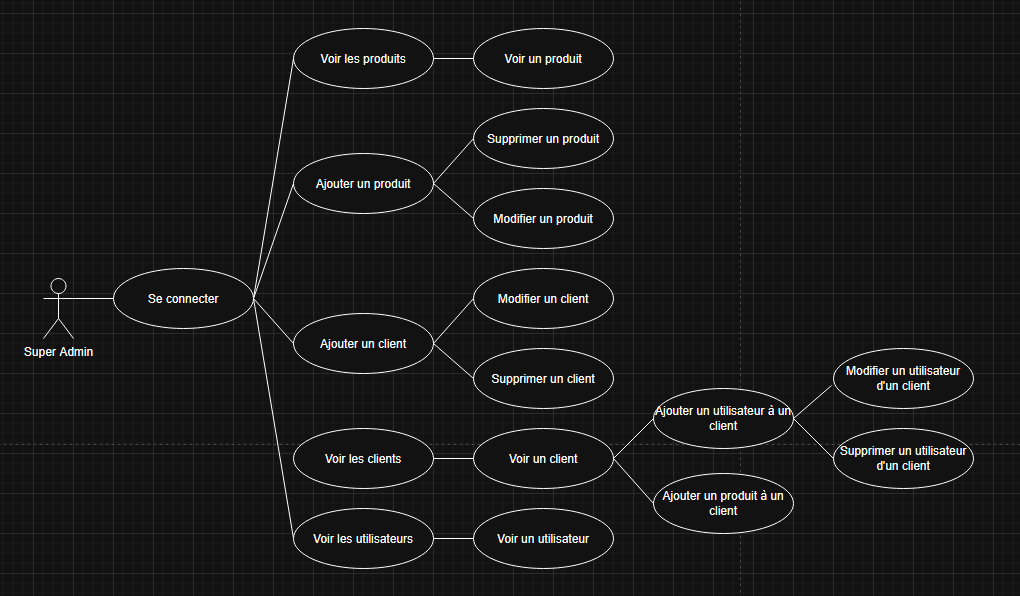 Voir les produits
Voir un produit
Supprimer un produit
Ajouter un produit
Modifier un produit
Se connecter
Super Admin
Modifier un client
Ajouter un client
Supprimer un client
Modifier un utilisateur
d'un client
Ajouter un utilisateur à un
client
Voir les clients
Voir un client
Supprimer un utilisateur
d'un client
Ajouter un produit à un
client
Voir les utilisateurs
Voir un utilisateur